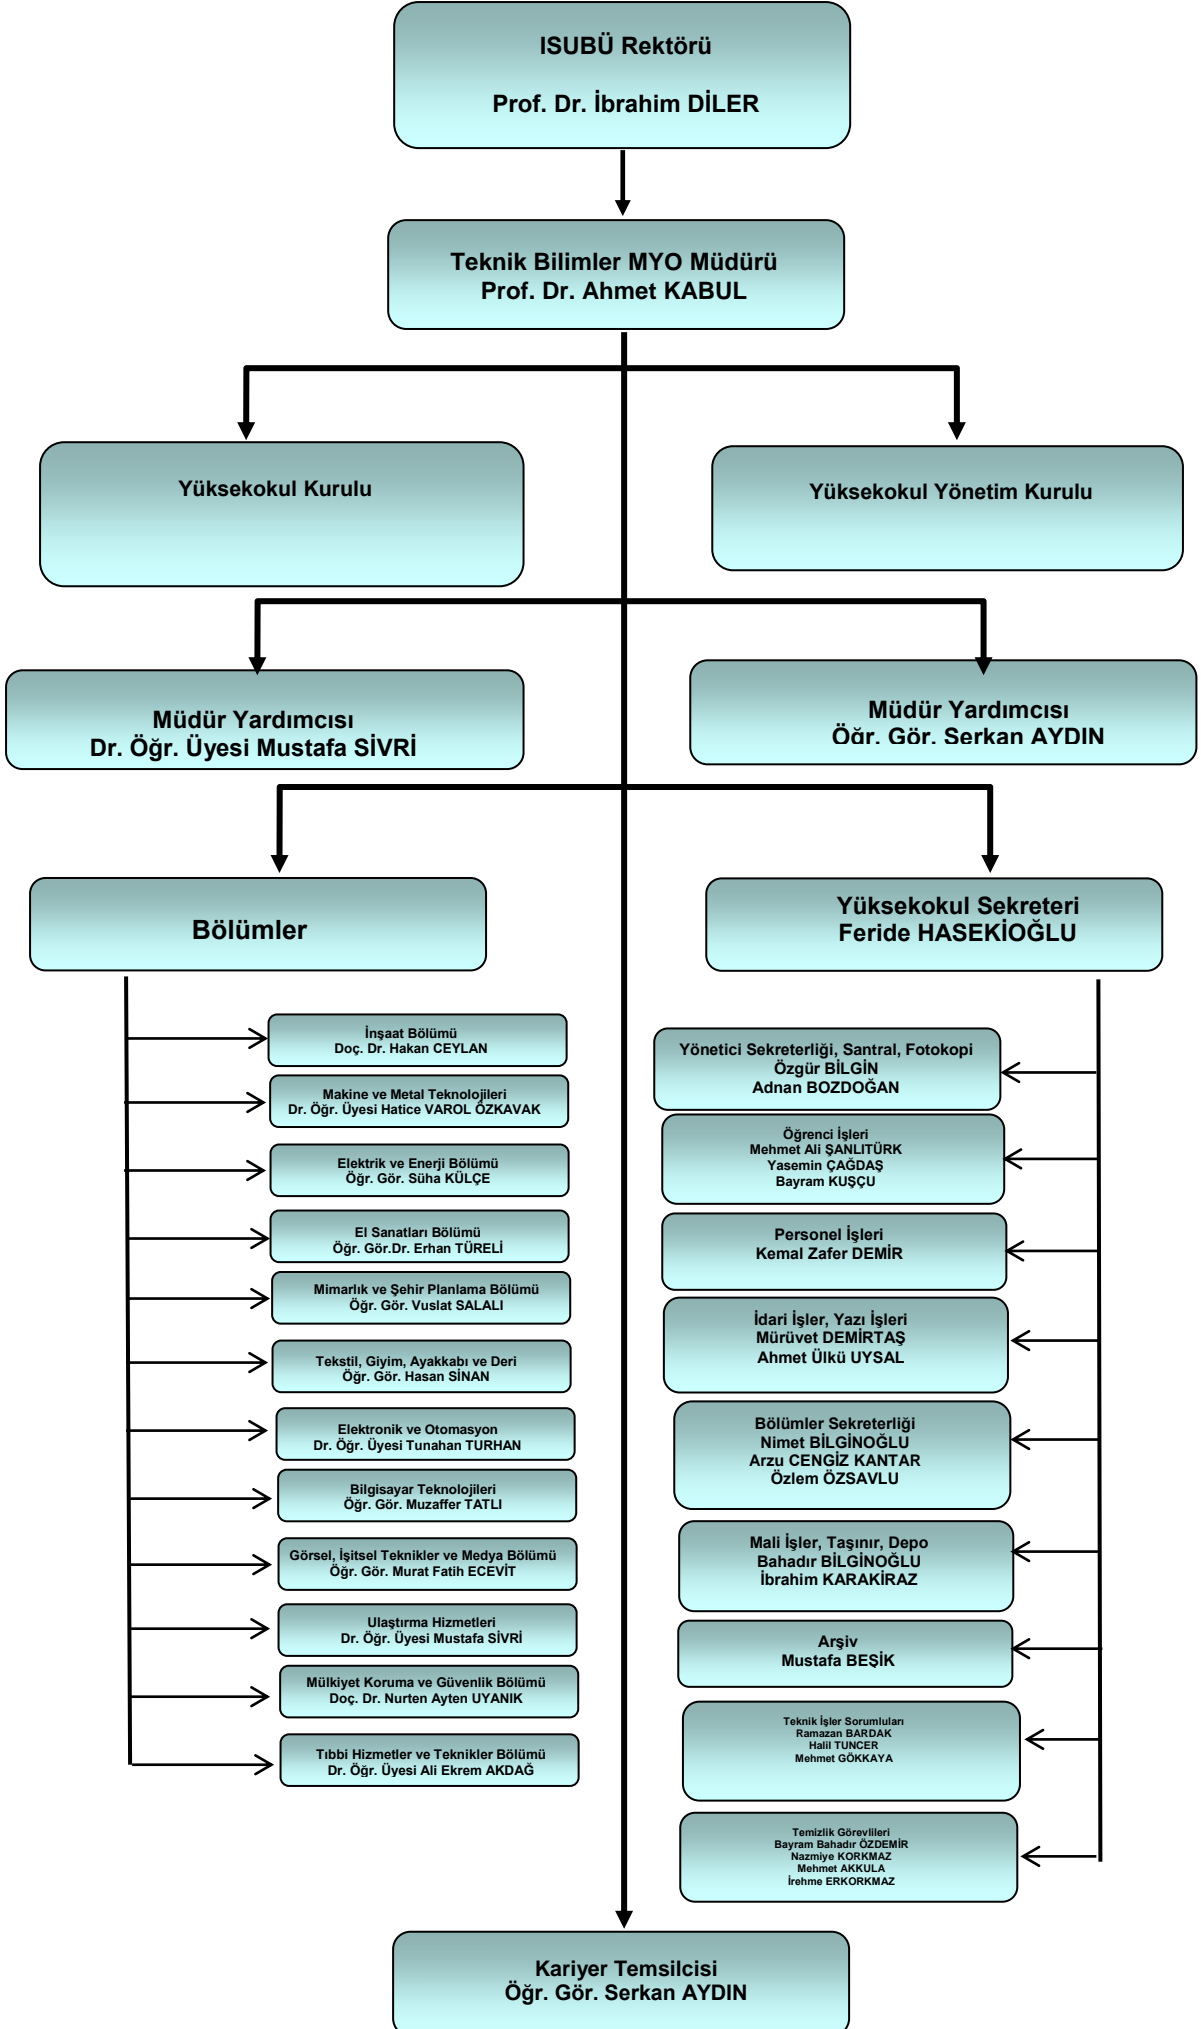 ISUBÜ Rektörü
Prof. Dr. İbrahim DİLER
Teknik Bilimler MYO Müdürü
Prof. Dr. Ahmet KABUL
Yüksekokul Kurulu
Yüksekokul Yönetim Kurulu
Müdür Yardımcısı
Dr. Öğr. Üyesi Mustafa SİVRİ
Müdür Yardımcısı
Öğr. Gör. Serkan AYDIN
Bölümler
Yüksekokul Sekreteri
Feride HASEKİOĞLU
İnşaat Bölümü
Doç. Dr. Hakan CEYLAN
Makine ve Metal Teknolojileri
Dr. Öğr. Üyesi Hatice VAROL ÖZKAVAK
Elektrik ve Enerji Bölümü
Öğr. Gör. Süha KÜLÇE
El Sanatları Bölümü
Öğr. Gör.Dr. Erhan TÜRELİ
Mimarlık ve Şehir Planlama Bölümü
Öğr. Gör. Vuslat SALALI
Tekstil, Giyim, Ayakkabı ve Deri
Öğr. Gör. Hasan SİNAN
Elektronik ve Otomasyon
Dr. Öğr. Üyesi Tunahan TURHAN
Bilgisayar Teknolojileri
Öğr. Gör. Muzaffer TATLI
Görsel, İşitsel Teknikler ve Medya Bölümü
Öğr. Gör. Murat Fatih ECEVİT
Ulaştırma Hizmetleri
Dr. Öğr. Üyesi Mustafa SİVRİ
Mülkiyet Koruma ve Güvenlik Bölümü
Doç. Dr. Nurten Ayten UYANIK
Tıbbi Hizmetler ve Teknikler Bölümü
Dr. Öğr. Üyesi Ali Ekrem AKDAĞ
Yönetici Sekreterliği, Santral, Fotokopi
Özgür BİLGİN
Adnan BOZDOĞAN
Öğrenci İşleri
Mehmet Ali ŞANLITÜRK
Yasemin ÇAĞDAŞ
Bayram KUŞÇU
Personel İşleri
Kemal Zafer DEMİR
İdari İşler, Yazı İşleri
Mürüvet DEMİRTAŞ
Ahmet Ülkü UYSAL
Bölümler Sekreterliği
Nimet BİLGİNOĞLU
Arzu CENGİZ KANTAR
Özlem ÖZSAVLU
Mali İşler, Taşınır, Depo
Bahadır BİLGİNOĞLU
İbrahim KARAKİRAZ
Arşiv
Mustafa BEŞİK
Teknik İşler Sorumluları
Ramazan BARDAK
Halil TUNCER
Mehmet GÖKKAYA
Temizlik Görevlileri
Bayram Bahadır ÖZDEMİR
Nazmiye KORKMAZ
Mehmet AKKULA
İrehme ERKORKMAZ
Kariyer Temsilcisi
Öğr. Gör. Serkan AYDIN